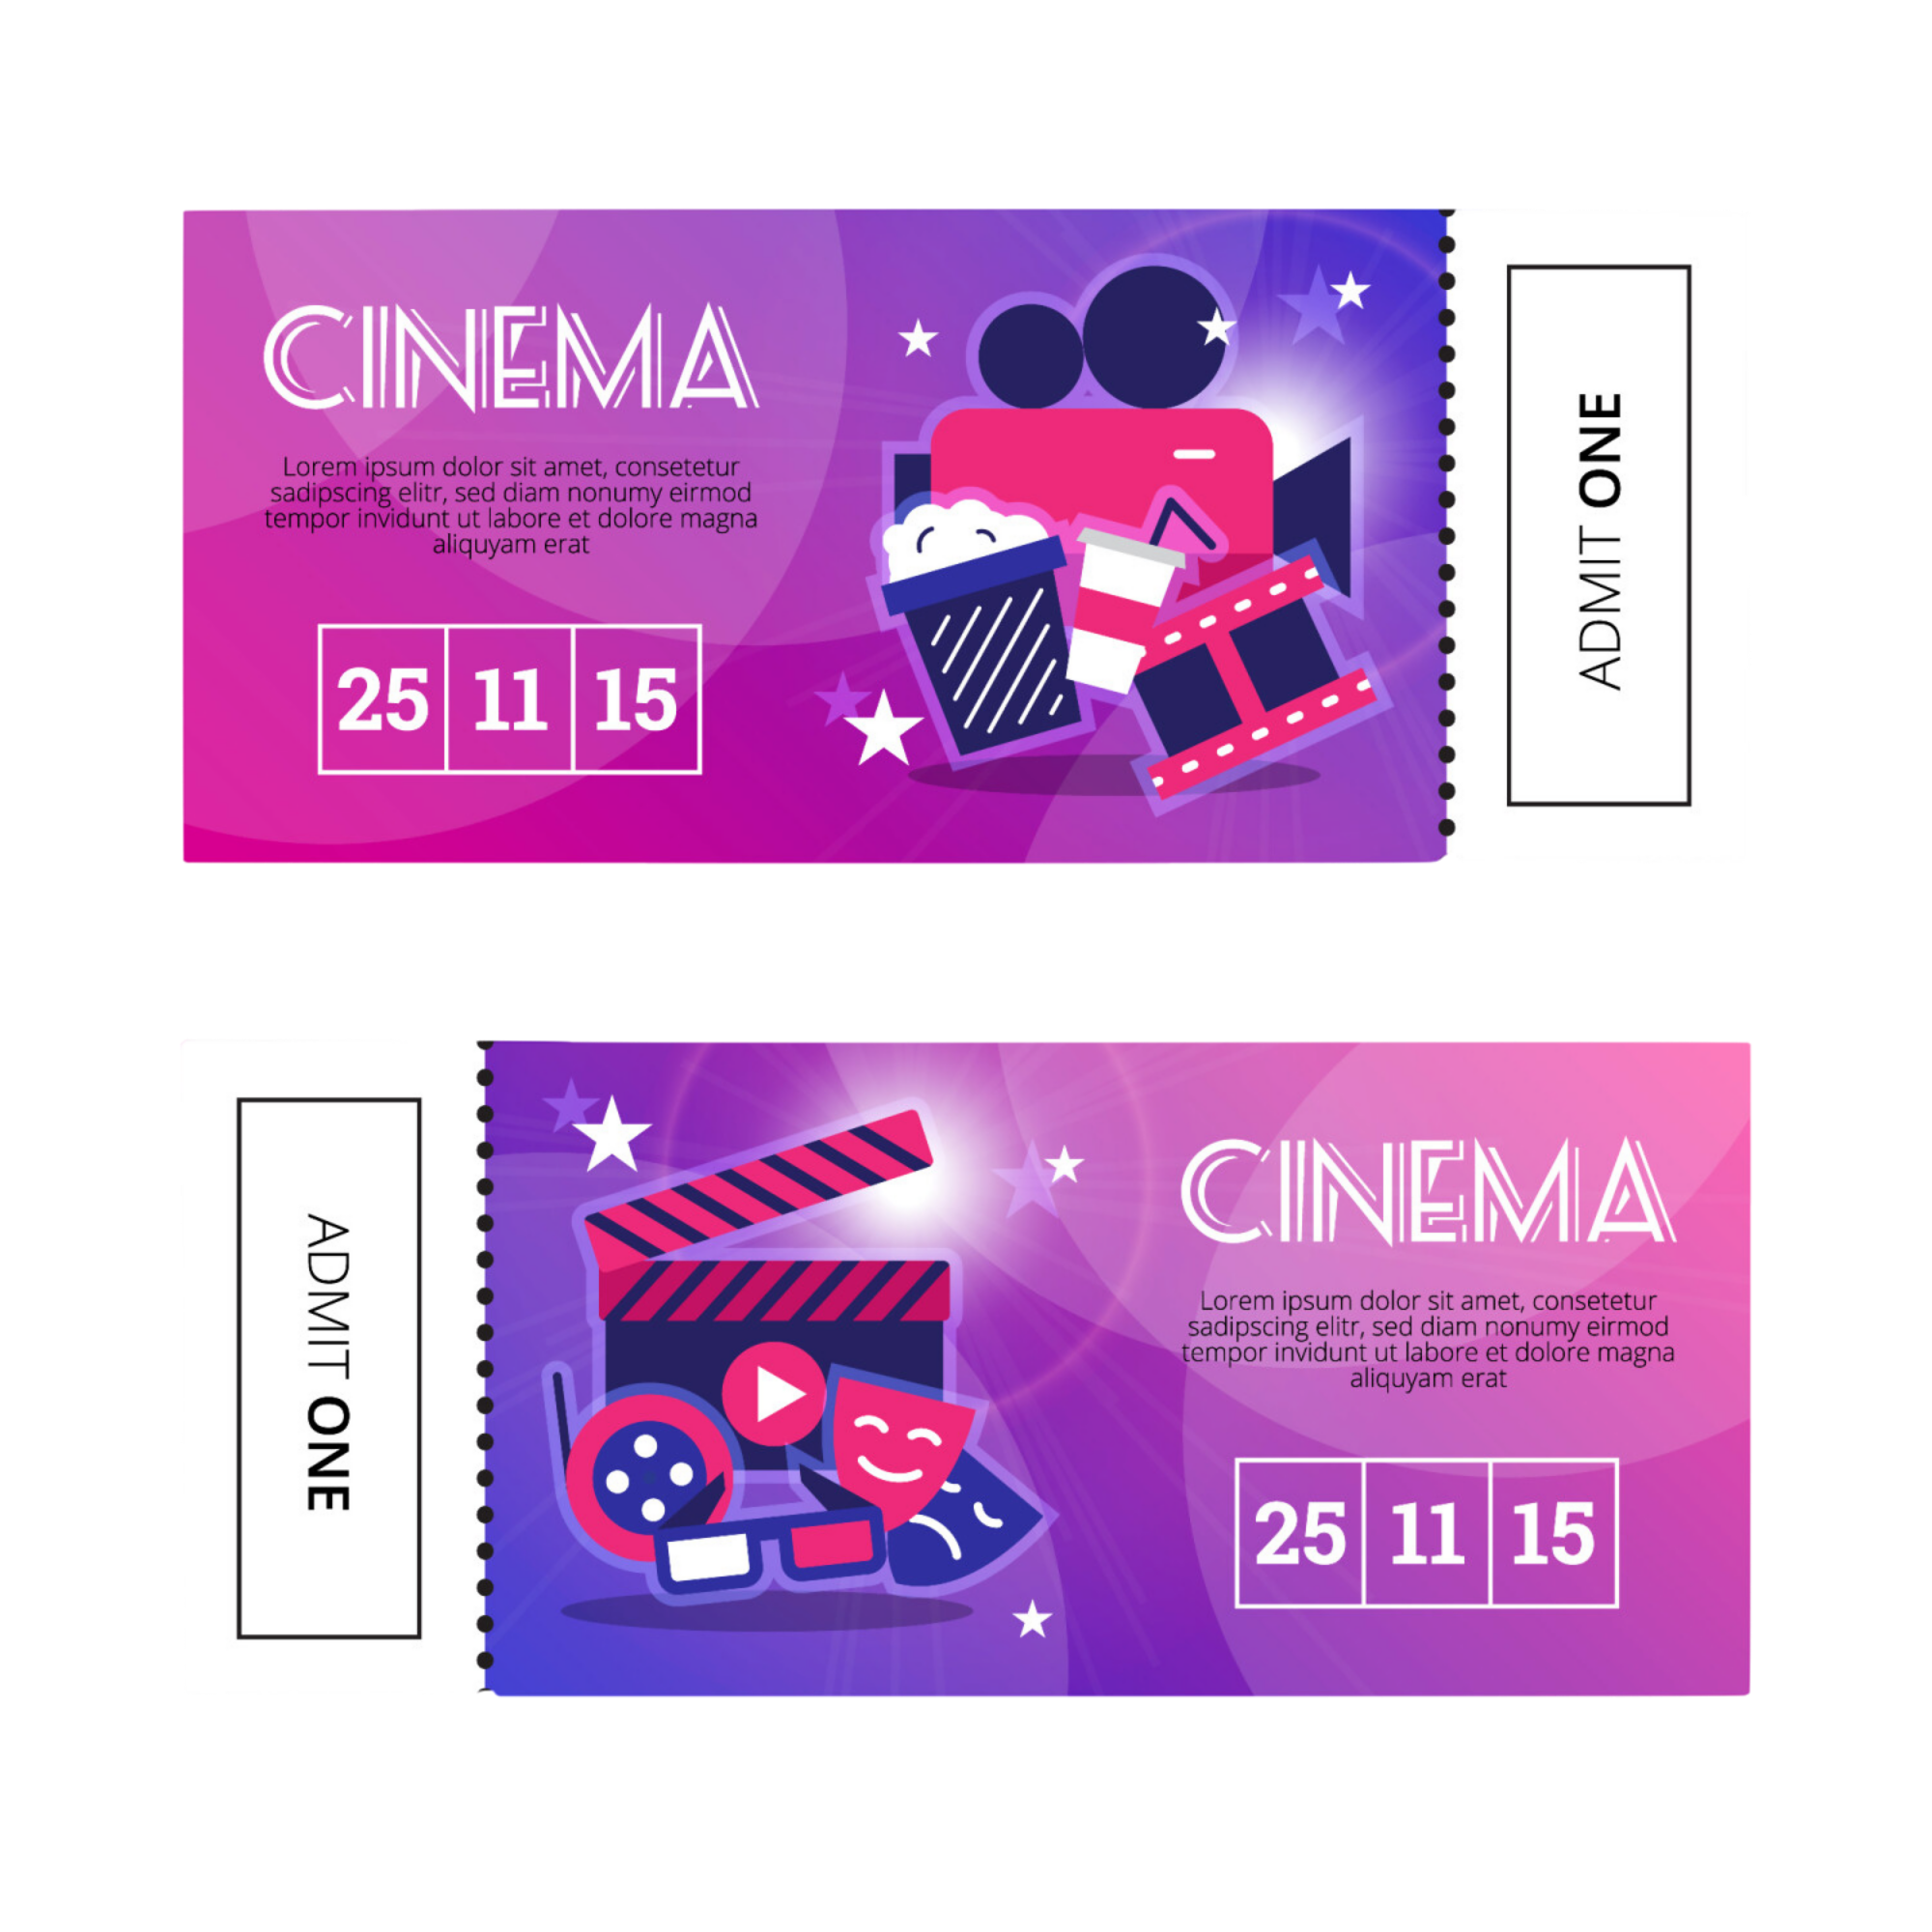 CINEMA
Lorem ipsum dolor sit amet, consetetur
sadipscing elitr, sed diam nonumy eirmod
tempor invidunt ut labore et dolore magna
aliquyam erat
25 11 15
ADMIT ONE
ADMIT ONE
CINEMA
Lorem ipsum dolor sit amet, consetetur
sadipscing elitr, sed diam nonumy eirmod
tempor invidunt ut labore et dolore magna
aliquyam erat
25 11 15